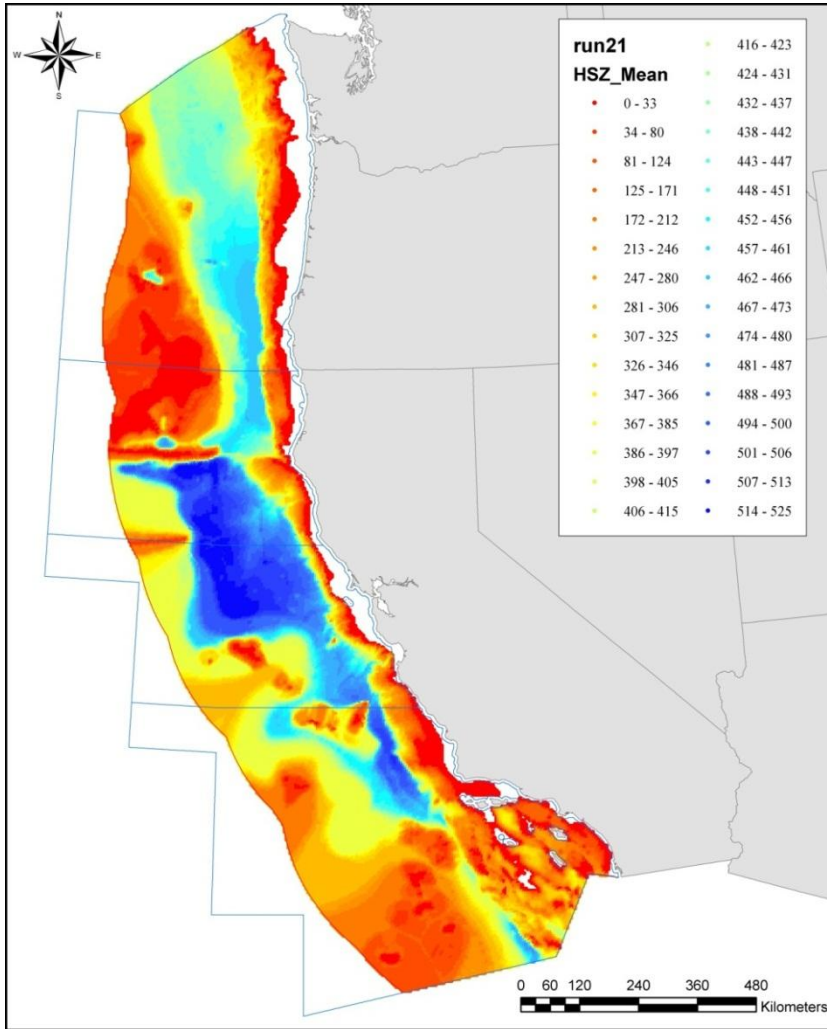 N
W E
S
run21
HSZ_Mean
0 - 33
34 - 80
81 - 124
125 - 171
172 - 212
213 - 246
247 - 280
281 - 306
307 - 325
326 - 346
347 - 366
367 - 385
386 - 397
398 - 405
406 - 415
416 - 423
424 - 431
432 - 437
438 - 442
443 - 447
448 - 451
452 - 456
457 - 461
462 - 466
467 - 473
474 - 480
481 - 487
488 - 493
494 - 500
501 - 506
507 - 513
514 - 525
0 60 120 240 360 480
Kilometers